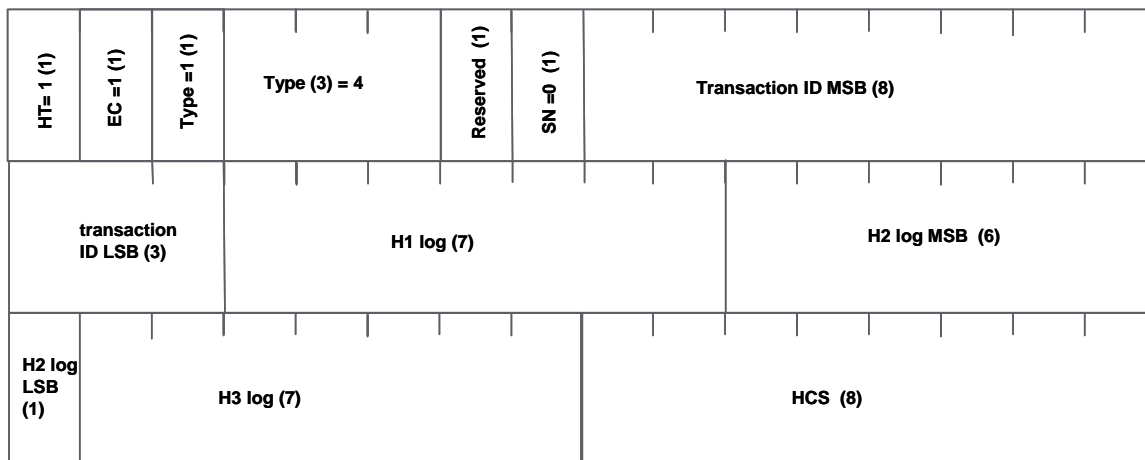 HT= 1 (1)
EC =1 (1)
Type =1 (1)
Type (3) = 4
Reserved (1)
SN =0 (1)
Transaction ID MSB (8)
transaction
ID LSB (3)
H1 log (7)
H2 log MSB (6)
H2 log
LSB
(1)
H3 log (7)
HCS (8)